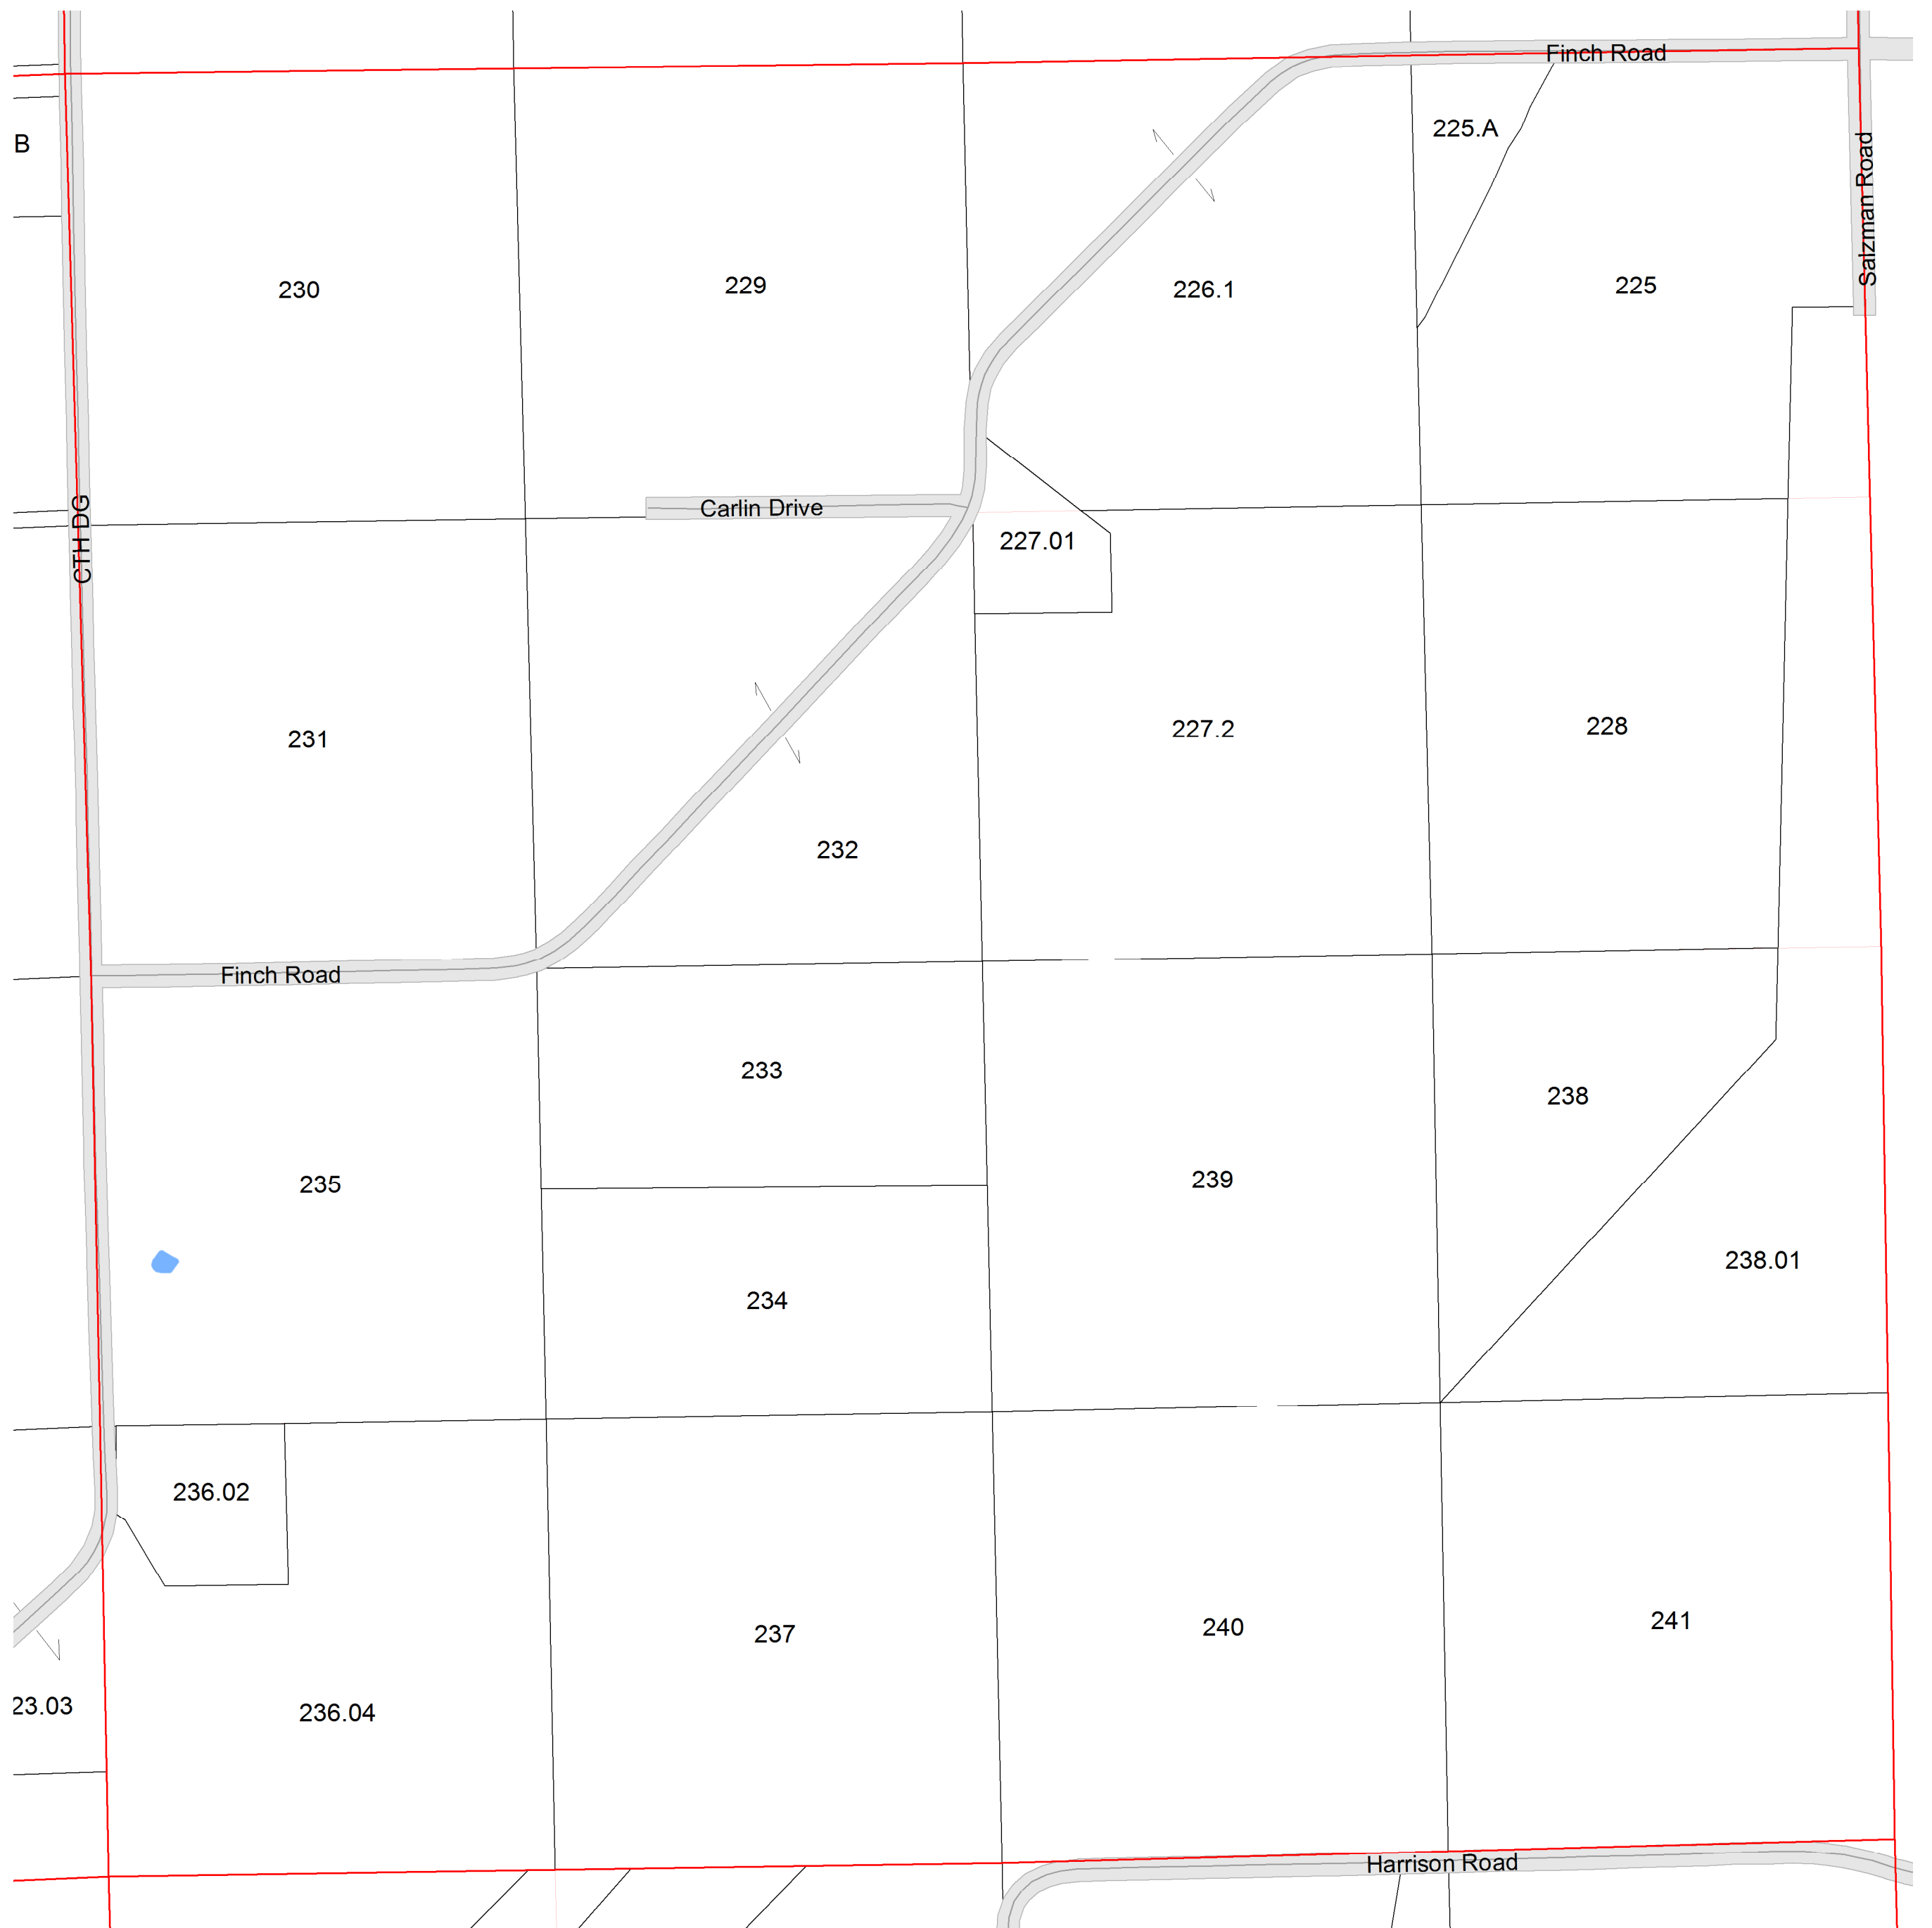 Finch Road
225.A
B
Salzman Road
230
229
226.1
225
CTH DG
Carlin Drive
227.01
231
227.2
228
232
Finch Road
233
238
235
239
238.01
234
236.02
237
240
241
23.03
236.04
Harrison Road